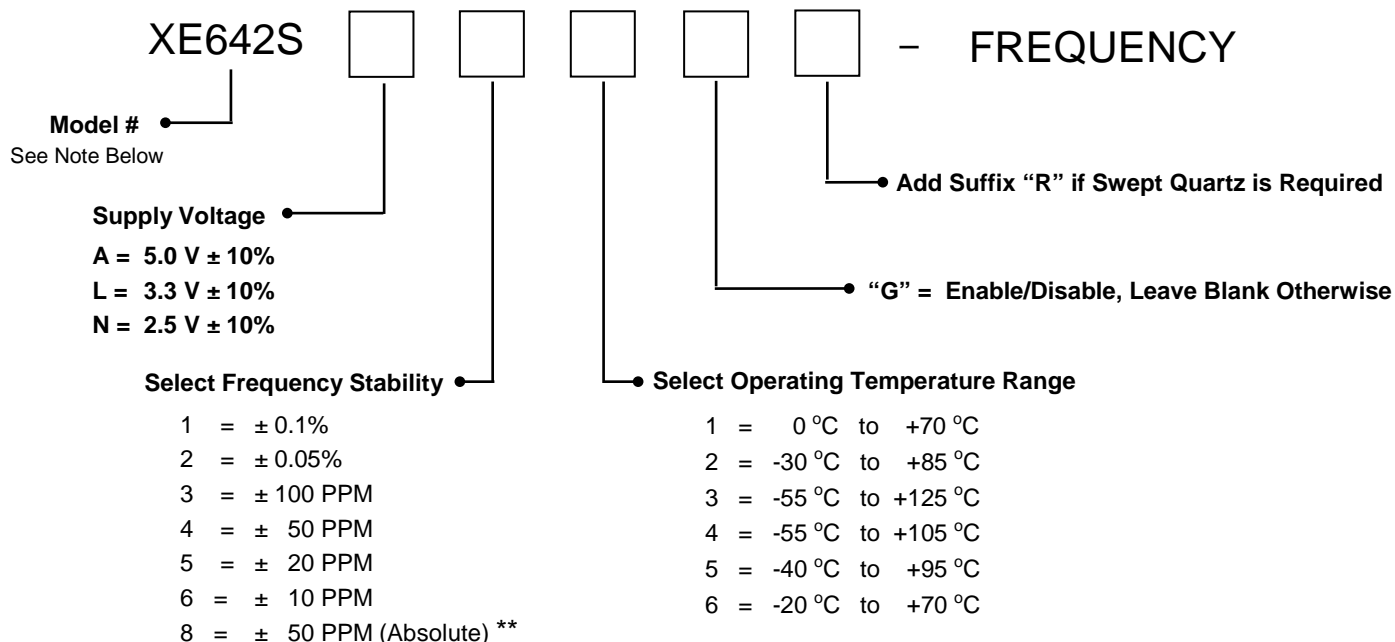 XE642S – FREQUENCY
Model #
See Note Below
Add Suffix “R” if Swept Quartz is Required
Supply Voltage
A = 5.0 V ± 10%
L = 3.3 V ± 10%
N = 2.5 V ± 10%
“G” = Enable/Disable, Leave Blank Otherwise
Select Frequency Stability
1 = ± 0.1%
2 = ± 0.05%
3 = ± 100 PPM
4 = ± 50 PPM
5 = ± 20 PPM
6 = ± 10 PPM
8 = ± 50 PPM (Absolute) **
Select Operating Temperature Range
1 = 0 °C to +70 °C
2 = -30 °C to +85 °C
3 = -55 °C to +125 °C
4 = -55 °C to +105 °C
5 = -40 °C to +95 °C
6 = -20 °C to +70 °C